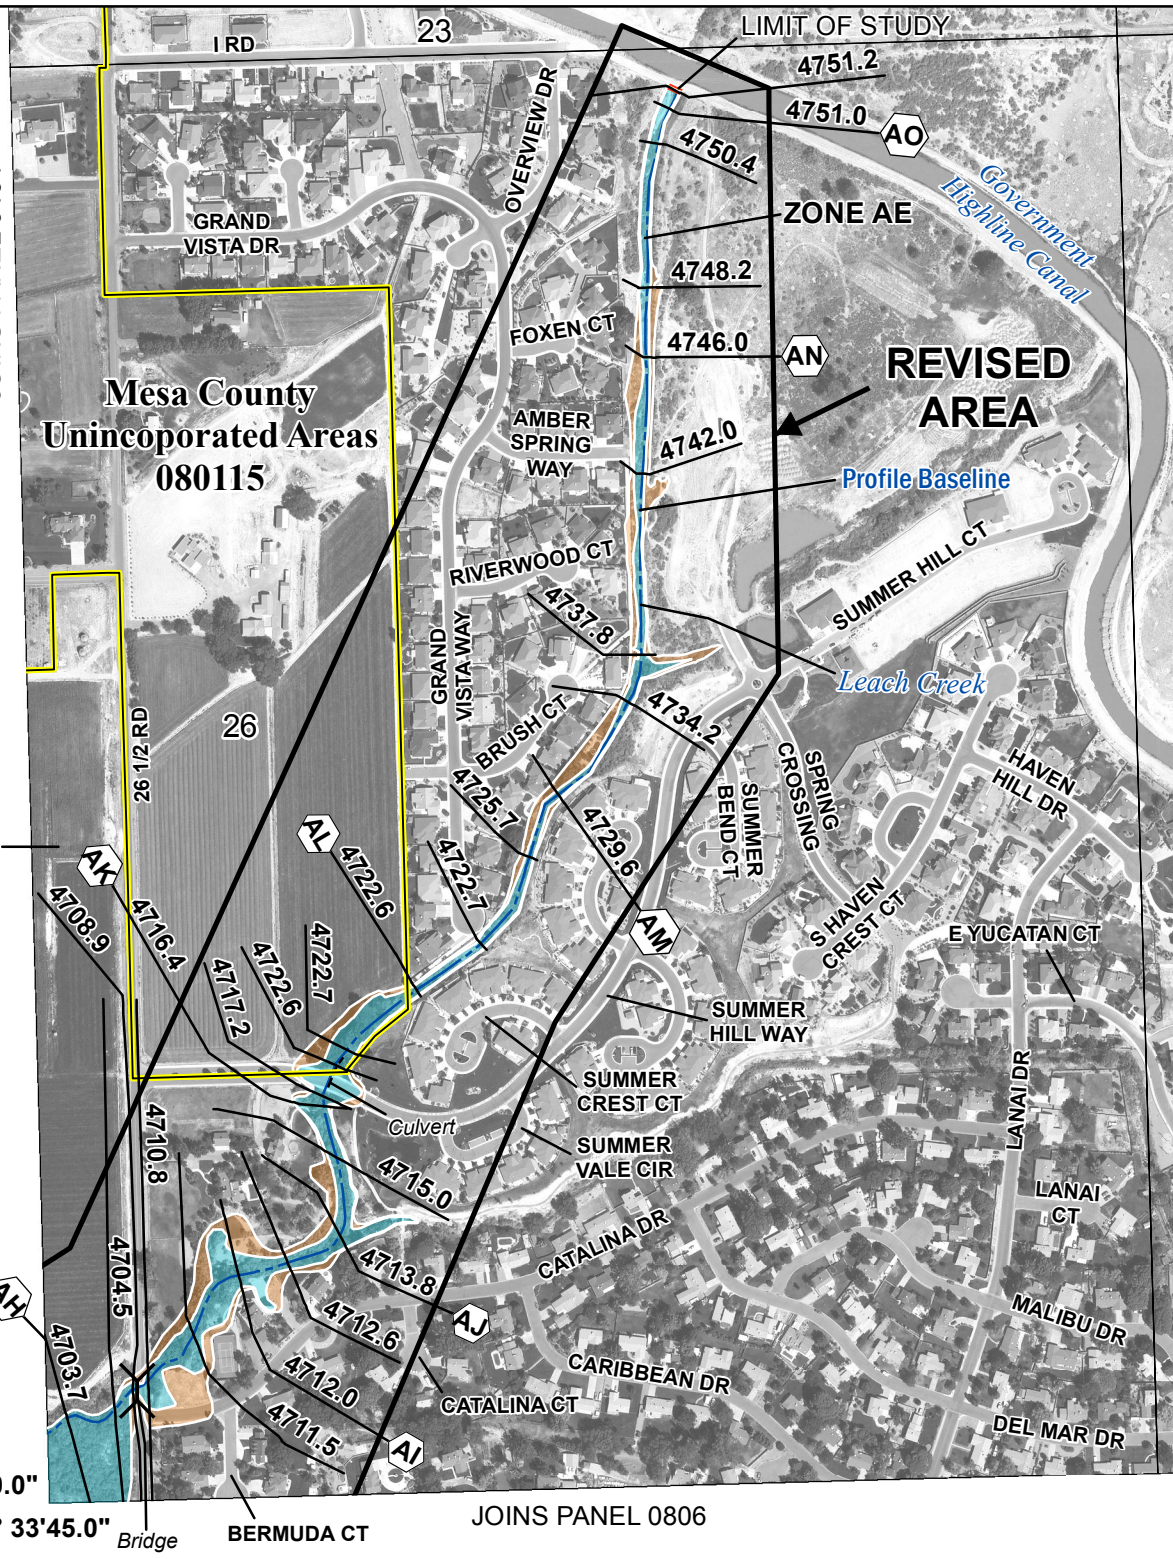 I RD
23
LIMIT OF STUDY
4751.2
4751.0
AO
4750.4
OVERVIEW DR
GRAND
VISTA DR
ZONE AE
Government
Highline Canal
4748.2
FOXEN CT
4746.0
AN
REVISED
AREA
Mesa County
Unincoporated Areas
080115
AMBER
SPRING
WAY
4742.0
Profile Baseline
RIVERWOOD CT
SUMMER HILL CT
4737.8
GRAND
VISTA WAY
Leach Creek
BRUSH CT
4734.2
26 1/2 RD
26
SPRING
CROSSING
HAVEN
HILL DR
SUMMER
BEND CT
4725.7
4729.6
AL
4722.6
4722.7
AK
4708.9
4716.4
4717.2
4722.6
4722.7
AM
S HAVEN
CREST CT
E YUCATAN CT
SUMMER
HILL WAY
SUMMER
CREST CT
LANAI DR
Culvert
4710.8
SUMMER
VALE CIR
4715.0
LANAI
CT
CATALINA DR
4704.5
4713.8
AJ
AH
4703.7
4712.6
MALIBU DR
CARIBBEAN DR
4712.0
CATALINA CT
4711.5
AI
DEL MAR DR
0.0"
33'45.0"
Bridge
BERMUDA CT
JOINS PANEL 0806